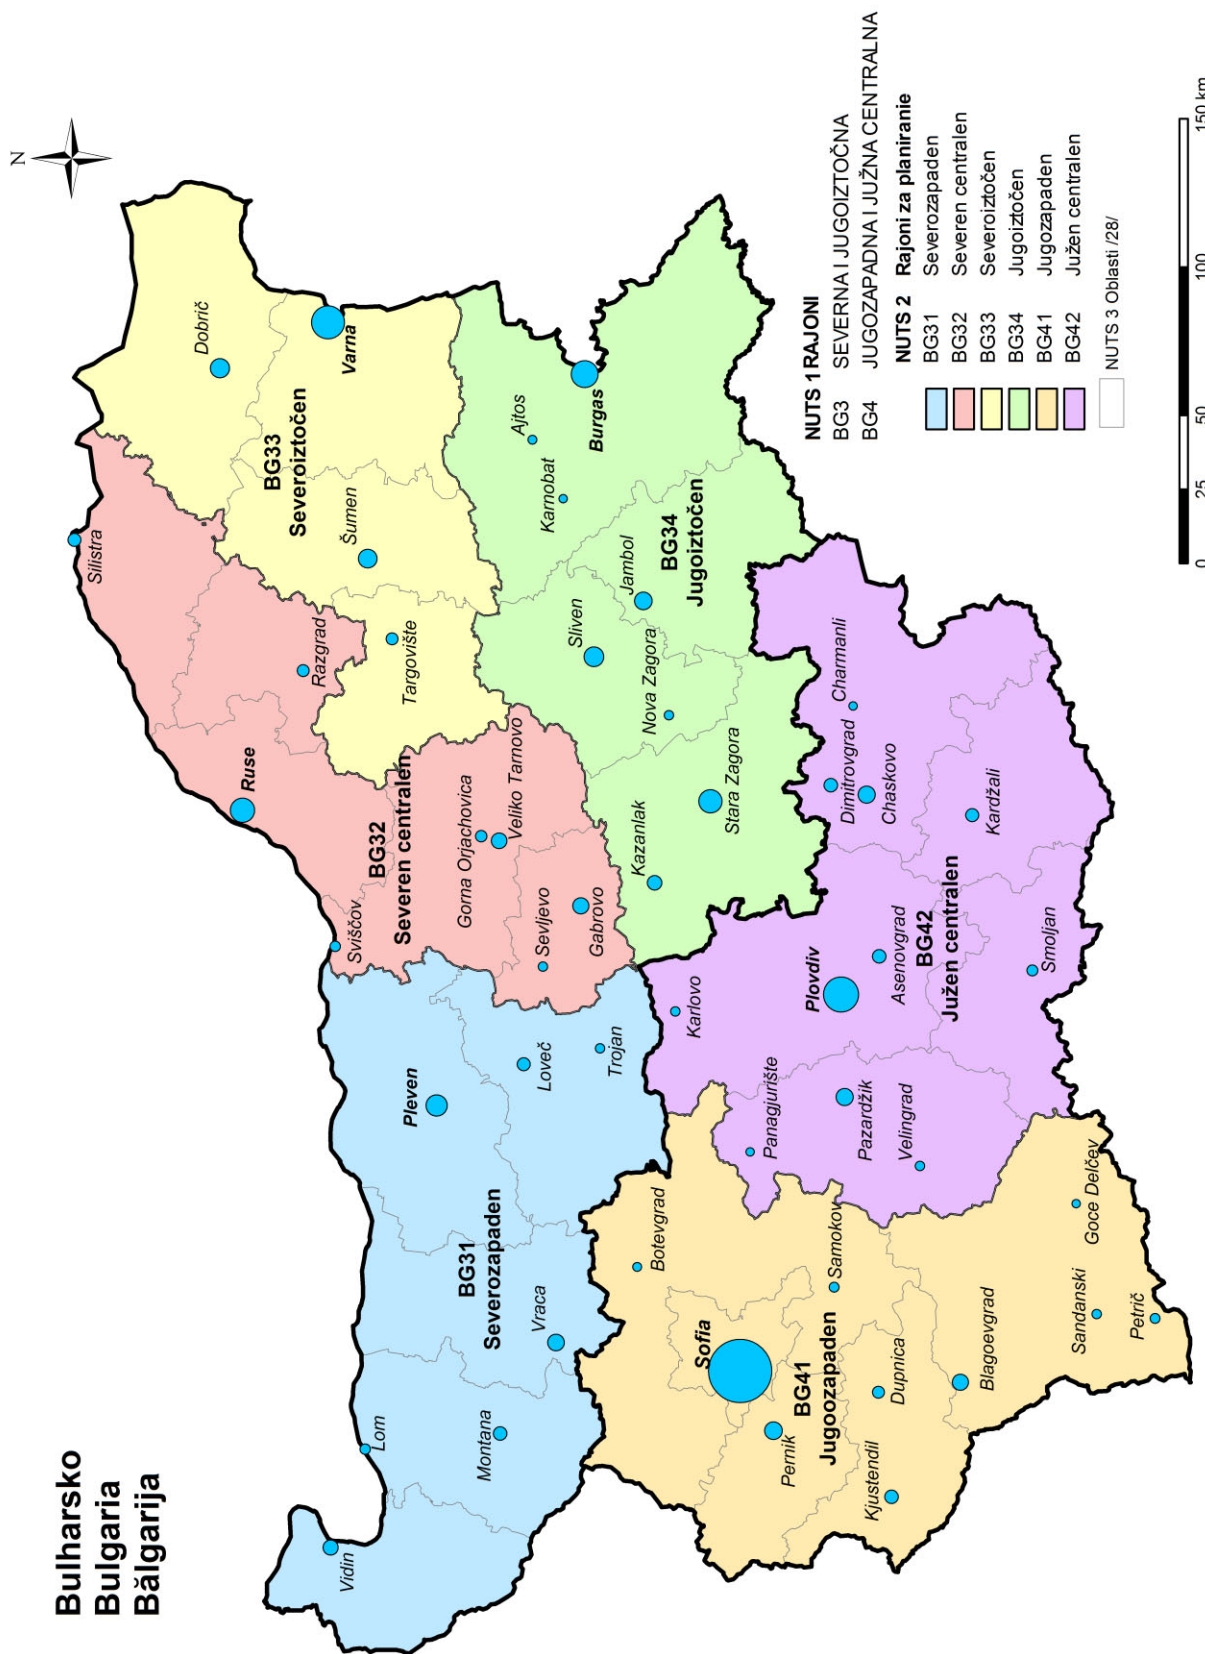 Bulharsko
Bulgaria
Bălgarija
N
Vidin
Lom
Montana
Vraca
BG31
Severozapaden
Pleven
Loveč
Trojan
Sviščov
Ruse
Silistra
Razgrad
BG32
Severen centralen
Gorna Orjachovica
Veliko Tarnovo
Sevljevo
Gabrovo
Dobrič
Varna
BG33
Severoiztočen
Šumen
Targovište
Ajtos
Karnobat
Burgas
Sliven
Jambol
BG34
Jugoiztočen
Nova Zagora
Kazanlak
Stara Zagora
Botevgrad
Sofia
Samokov
Pernik
BG41
Jugoozapaden
Dupnica
Kjustendil
Blagoevgrad
Goce Delčev
Sandanski
Petrič
Karlovo
Panagjurište
Plovdiv
Pazardžik
Asenovgrad
Velingrad
BG42
Južen centralen
Smoljan
Dimitrovgrad
Charmanli
Chaskovo
Kardžali
NUTS 1 RAJONI
BG3 SEVERNA I JUGOIZTOČNA
BG4 JUGOZAPADNA I JUŽNA CENTRALNA
NUTS 2 Rajoni za planiranie
BG31 Severozapaden
BG32 Severen centralen
BG33 Severoiztočen
BG34 Jugoiztočen
BG41 Jugozapaden
BG42 Južen centralen
NUTS 3 Oblasti /28/
0 25 50 100 150 km